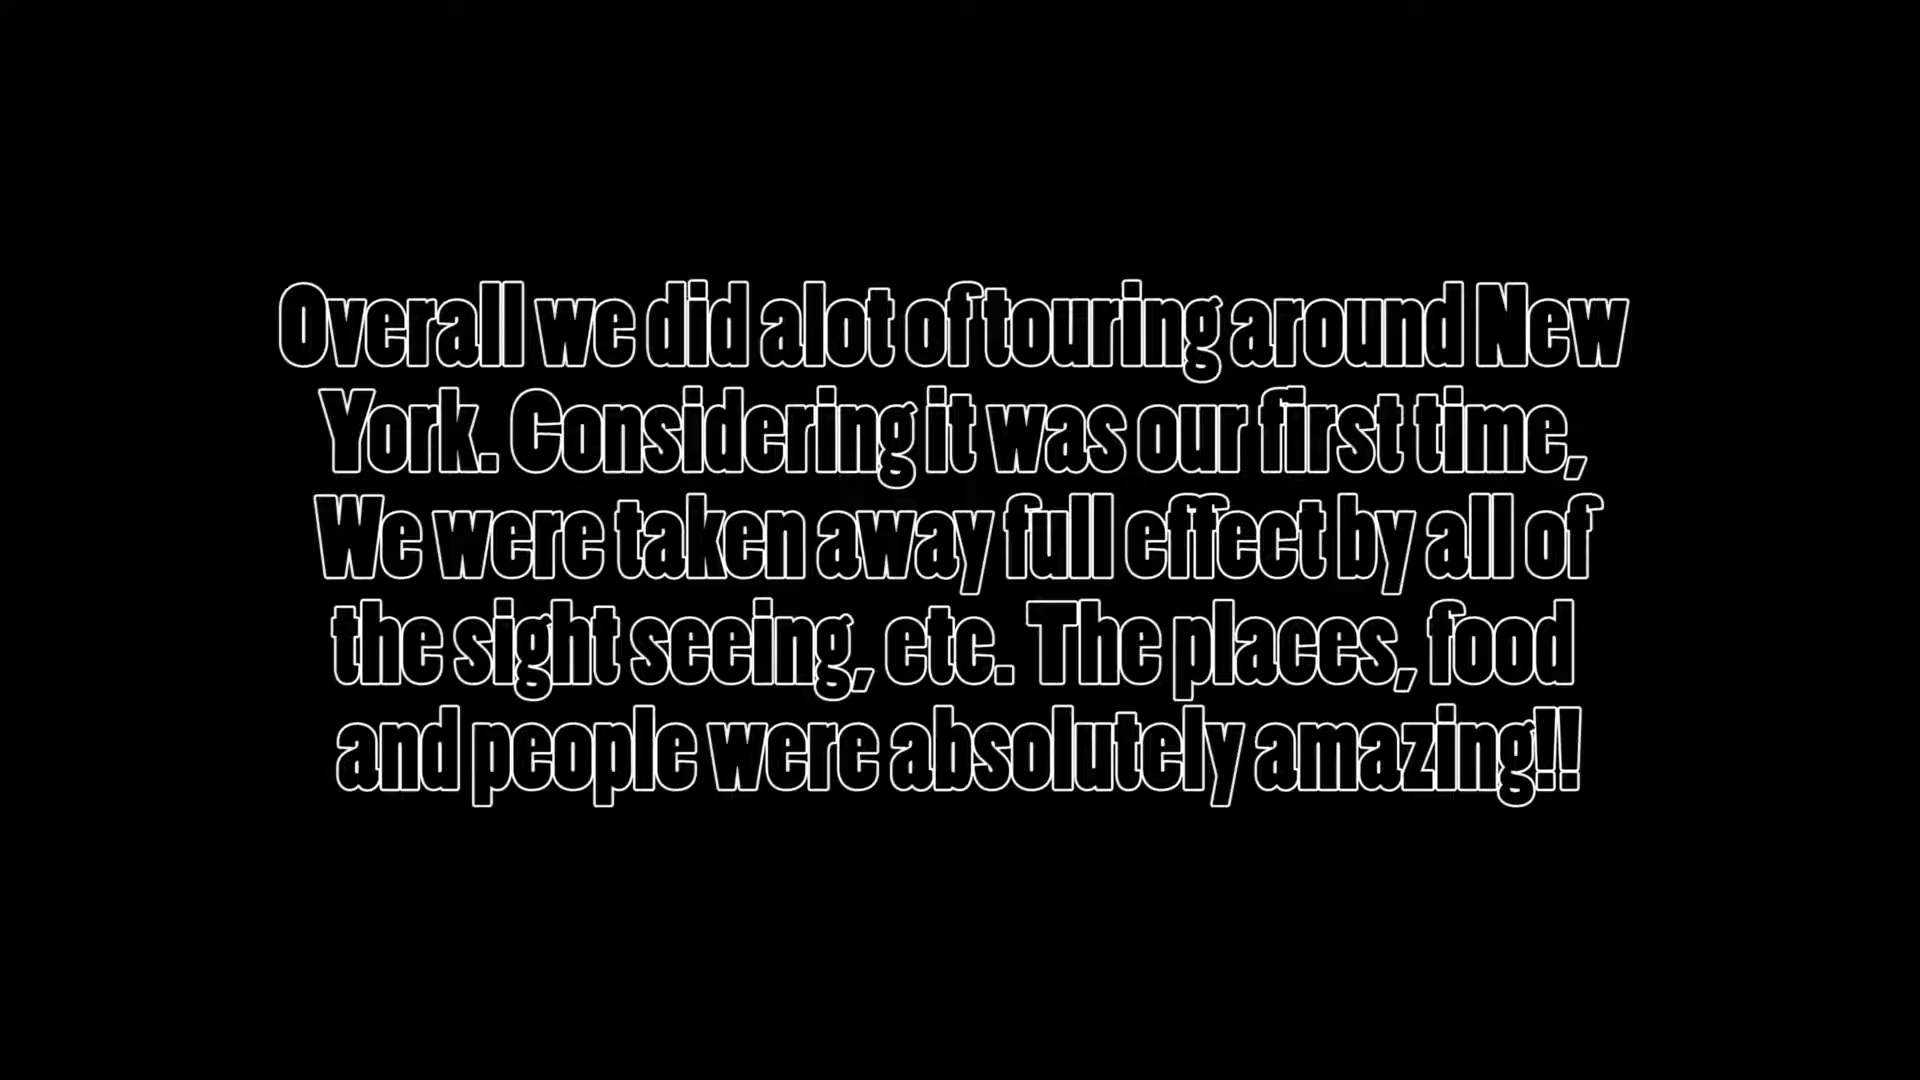 Overall we did alot of touring around New
York. Considering it was our first time,
We were taken away full effect by all of
the sight seeing, etc. The places, food
and people were absolutely amazing!!